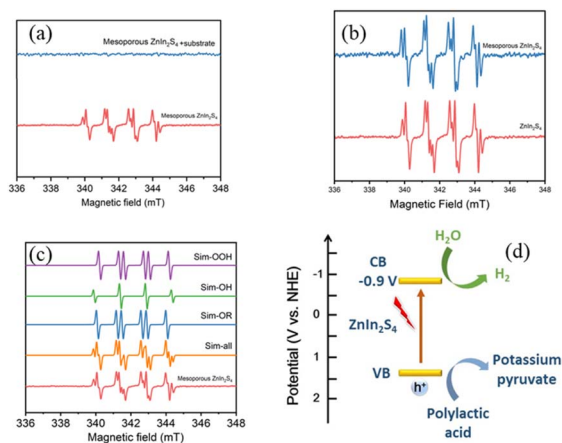 (a)
Mesoporous ZnIn₂S₄ +substrate
Mesoporous ZnIn₂S₄
336 338 340 342 344 346 348
Magnetic field (mT)
(b)
Mesoporous ZnIn₂S₄
ZnIn₂S₄
336 338 340 342 344 346 348
Magnetic Field (mT)
(c)
Sim-OOH
Sim-OH
Sim-OR
Sim-all
Mesoporous ZnIn₂S₄
336 338 340 342 344 346 348
Magnetic field (mT)
(d)
Potential (V vs. NHE)
-1
0
1
2
H₂O
CB
-0.9 V
H₂
ZnIn₂S₄
VB
h⁺
Potassium
pyruvate
Polylactic
acid